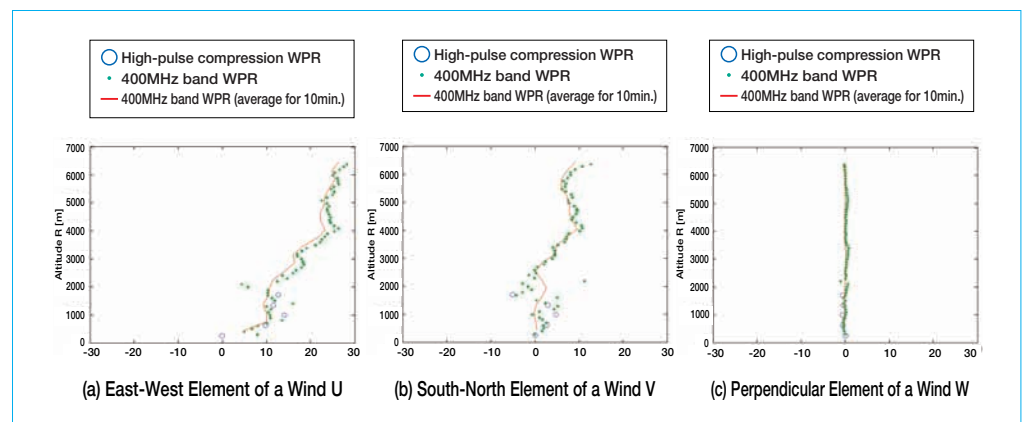 High-pulse compression WPR
400MHz band WPR
400MHz band WPR (average for 10min.)
High-pulse compression WPR
400MHz band WPR
400MHz band WPR (average for 10min.)
High-pulse compression WPR
400MHz band WPR
400MHz band WPR (average for 10min.)
Altitude R [m]
7000
6000
5000
4000
3000
2000
1000
0
-30 -20 -10 0 10 20 30
(a) East-West Element of a Wind U
Altitude R [m]
7000
6000
5000
4000
3000
2000
1000
0
-30 -20 -10 0 10 20 30
(b) South-North Element of a Wind V
Altitude R [m]
7000
6000
5000
4000
3000
2000
1000
0
-30 -20 -10 0 10 20 30
(c) Perpendicular Element of a Wind W